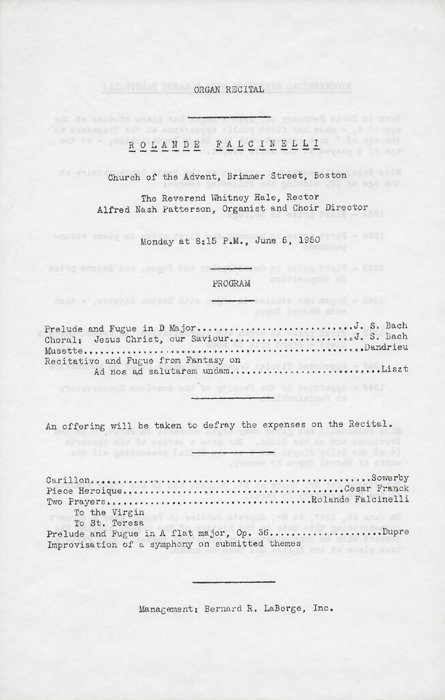 ORGAN RECITAL
ROLANDE FALCINELLI
Church of the Advent, Brimmer Street, Boston
The Reverend Whitney Hale, Rector
Alfred Nash Patterson, Organist and Choir Director
Monday at 8:15 P.M., June 5, 1950
PROGRAM
Prelude and Fugue in D Major............................J. S. Bach
Choral: Jesus Christ, our Saviour......................J. S. Bach
Musette..................................................Dandrieu
Recitative and Fugue from Fantasy on
Ad nos ad salutarem undam...........................Liszt
An offering will be taken to defray the expenses on the Recital.
Carillon.....................................................Sowerby
Piece Heroique........................................Cesar Franck
Two Prayers.....................................Rolande Falcinelli
To the Virgin
To St. Teresa
Prelude and Fugue in A flat major, Op. 36....................Dupre
Improvisation of a symphony on submitted themes
Management: Bernard R. LaBerge, Inc.